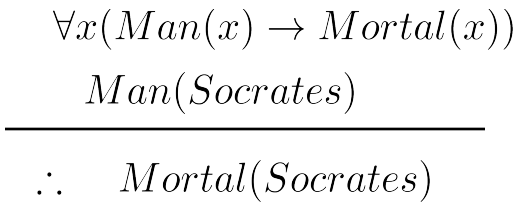 ∀x(Man(x) → Mortal(x))
Man(Socrates)
∴ Mortal(Socrates)